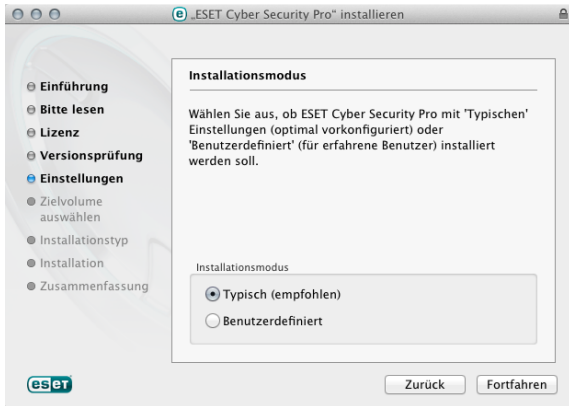 e „ESET Cyber Security Pro“ installieren
Einführung
Bitte lesen
Lizenz
Versionsprüfung
Einstellungen
Zielvolume
auswählen
Installationstyp
Installation
Zusammenfassung
Installationsmodus
Wählen Sie aus, ob ESET Cyber Security Pro mit 'Typischen'
Einstellungen (optimal vorkonfiguriert) oder
'Benutzerdefiniert' (für erfahrene Benutzer) installiert
werden soll.
Installationsmodus
Typisch (empfohlen)
Benutzerdefiniert
eseT
Zurück
Fortfahren